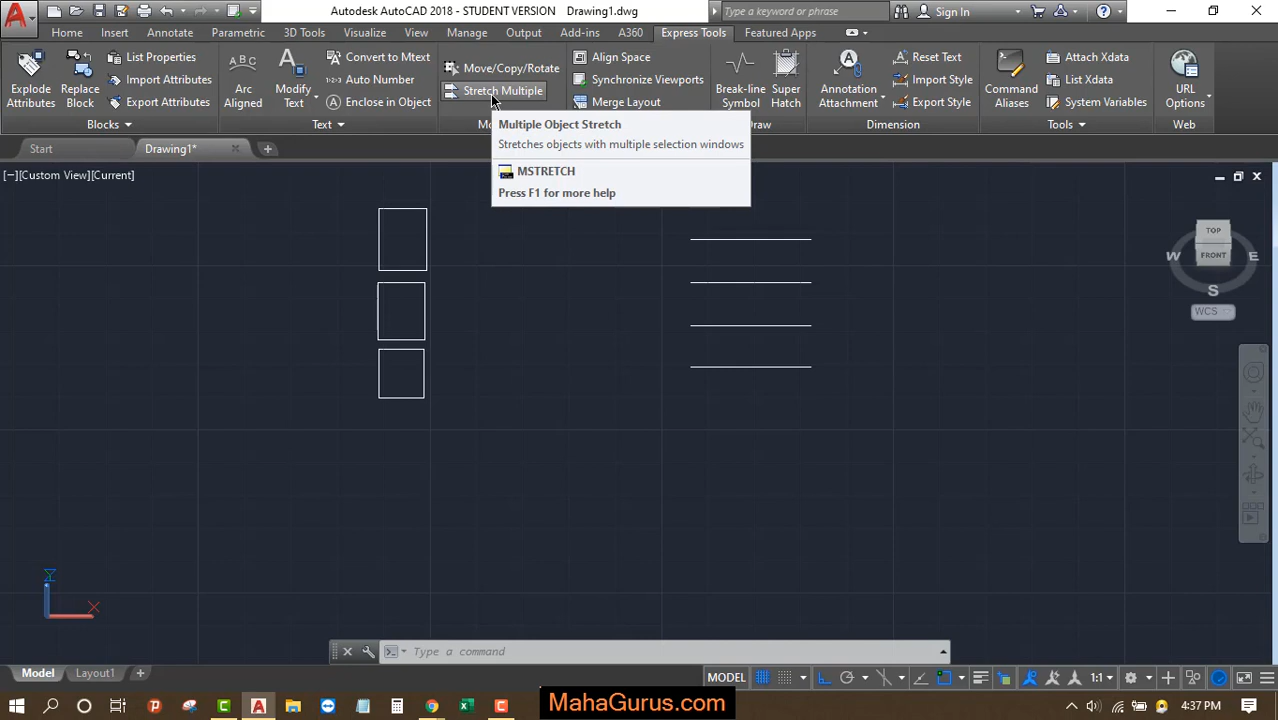 Autodesk AutoCAD 2018 - STUDENT VERSION Drawing1.dwg
Type a keyword or phrase
Sign In
Home Insert Annotate Parametric 3D Tools Visualize View Manage Output Add-ins A360 Express Tools Featured Apps
Explode Attributes
Replace Block
List Properties
Import Attributes
Export Attributes
Blocks
Arc Aligned
Modify Text
Convert to Mtext
Auto Number
Enclose in Object
Text
Move/Copy/Rotate
Stretch Multiple
Align Space
Synchronize Viewports
Merge Layout
Break-line Symbol
Super Hatch
Draw
Annotation Attachment
Reset Text
Import Style
Export Style
Dimension
Command Aliases
Attach Xdata
List Xdata
System Variables
Tools
URL Options
Web
Multiple Object Stretch
Stretches objects with multiple selection windows
MSTRETCH
Press F1 for more help
Start Drawing1*
[−][Custom View][Current]
TOP
FRONT
W E
S
WCS
Y
X
Type a command
Model Layout1
MODEL
1:1
MahaGurus.com
4:37 PM